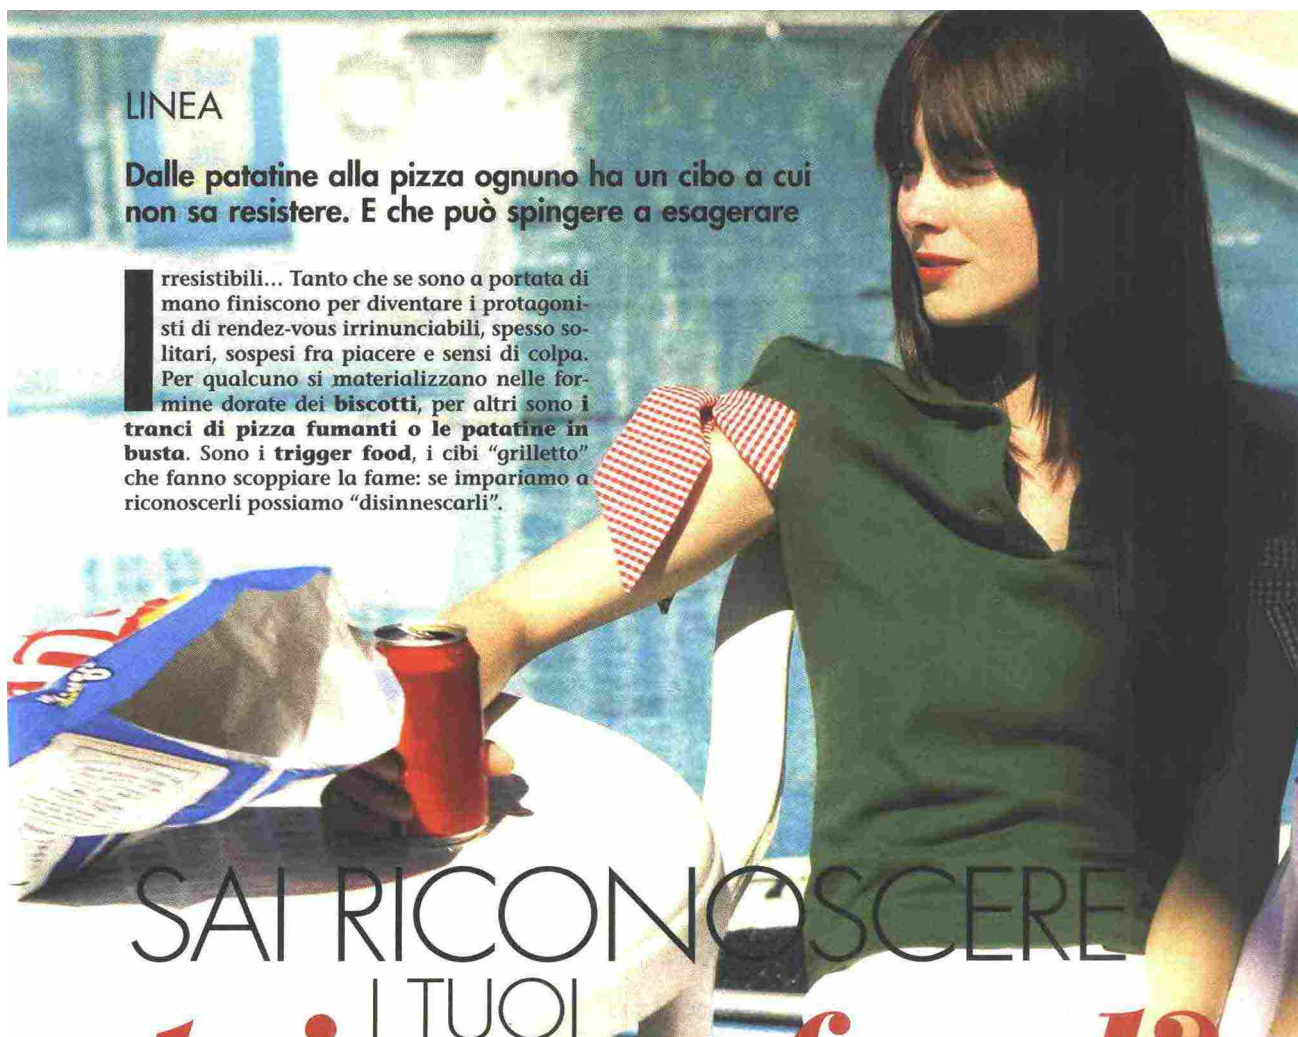 LINEA
Dalle patatine alla pizza ognuno ha un cibo a cui
non sa resistere. E che può spingere a esagerare
Irresistibili... Tanto che se sono a portata di
mano finiscono per diventare i protagoni-
sti di rendez-vous irrinunciabili, spesso so-
litari, sospesi fra piacere e sensi di colpa.
Per qualcuno si materializzano nelle for-
mine dorate dei biscotti, per altri sono i
tranci di pizza fumanti o le patatine in
busta. Sono i trigger food, i cibi “grilletto”
che fanno scoppiare la fame: se impariamo a
riconoscerli possiamo “disinnescarli”.
SAI RICONOSCERE
I TUOI